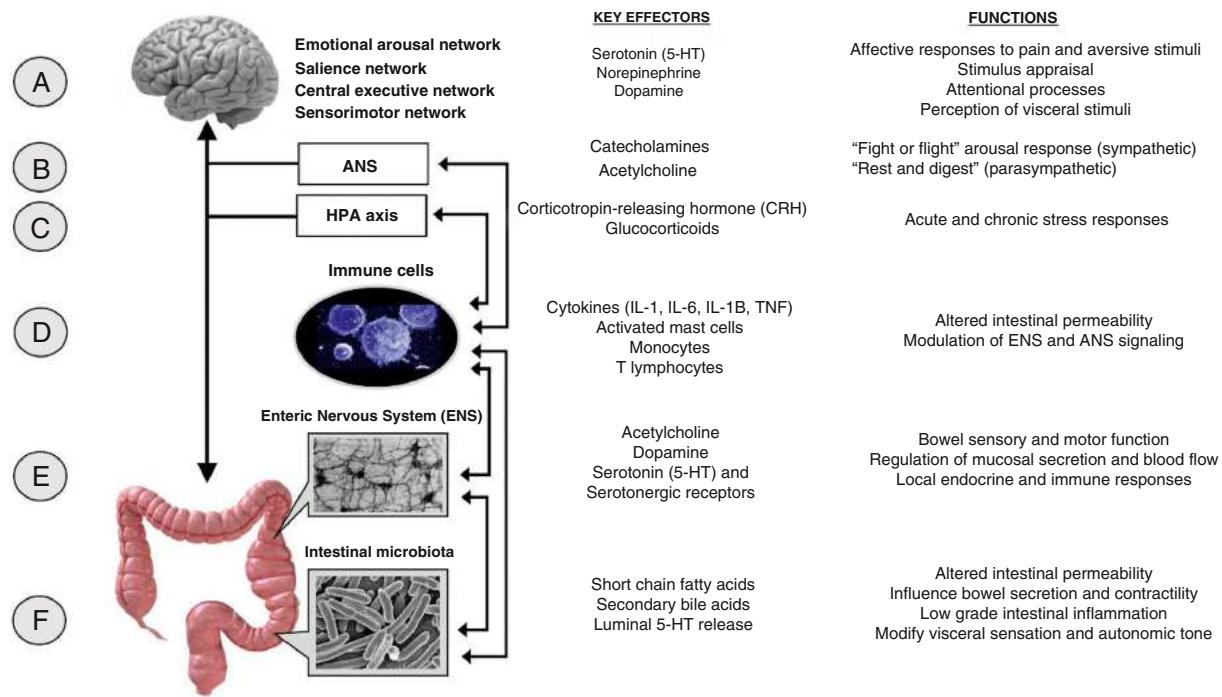 KEY EFFECTORS
FUNCTIONS
A
Emotional arousal network
Salience network
Central executive network
Sensorimotor network
Serotonin (5-HT)
Norepinephrine
Dopamine
Affective responses to pain and aversive stimuli
Stimulus appraisal
Attentional processes
Perception of visceral stimuli
B
ANS
Catecholamines
Acetylcholine
“Fight or flight” arousal response (sympathetic)
“Rest and digest” (parasympathetic)
C
HPA axis
Corticotropin-releasing hormone (CRH)
Glucocorticoids
Acute and chronic stress responses
D
Immune cells
Cytokines (IL-1, IL-6, IL-1B, TNF)
Activated mast cells
Monocytes
T lymphocytes
Altered intestinal permeability
Modulation of ENS and ANS signaling
E
Enteric Nervous System (ENS)
Acetylcholine
Dopamine
Serotonin (5-HT) and
Serotonergic receptors
Bowel sensory and motor function
Regulation of mucosal secretion and blood flow
Local endocrine and immune responses
F
Intestinal microbiota
Short chain fatty acids
Secondary bile acids
Luminal 5-HT release
Altered intestinal permeability
Influence bowel secretion and contractility
Low grade intestinal inflammation
Modify visceral sensation and autonomic tone